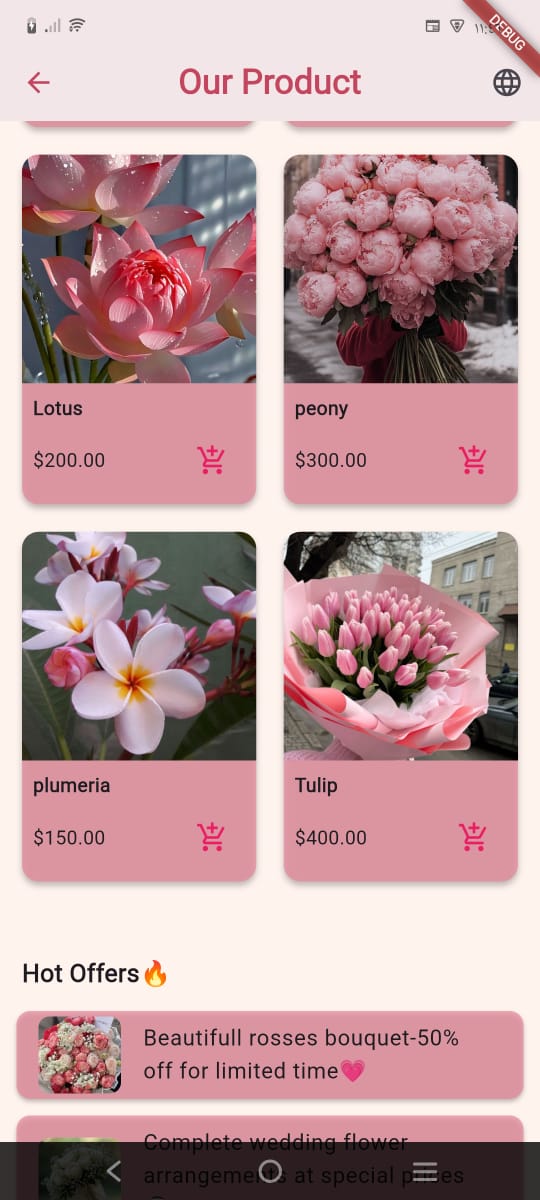 DEBUG
Our Product
Lotus
peony
$200.00
$300.00
plumeria
Tulip
$150.00
$400.00
Hot Offers🔥
Beautifull rosses bouquet-50%
off for limited time💗
Complete wedding flower
arrangements at special prices